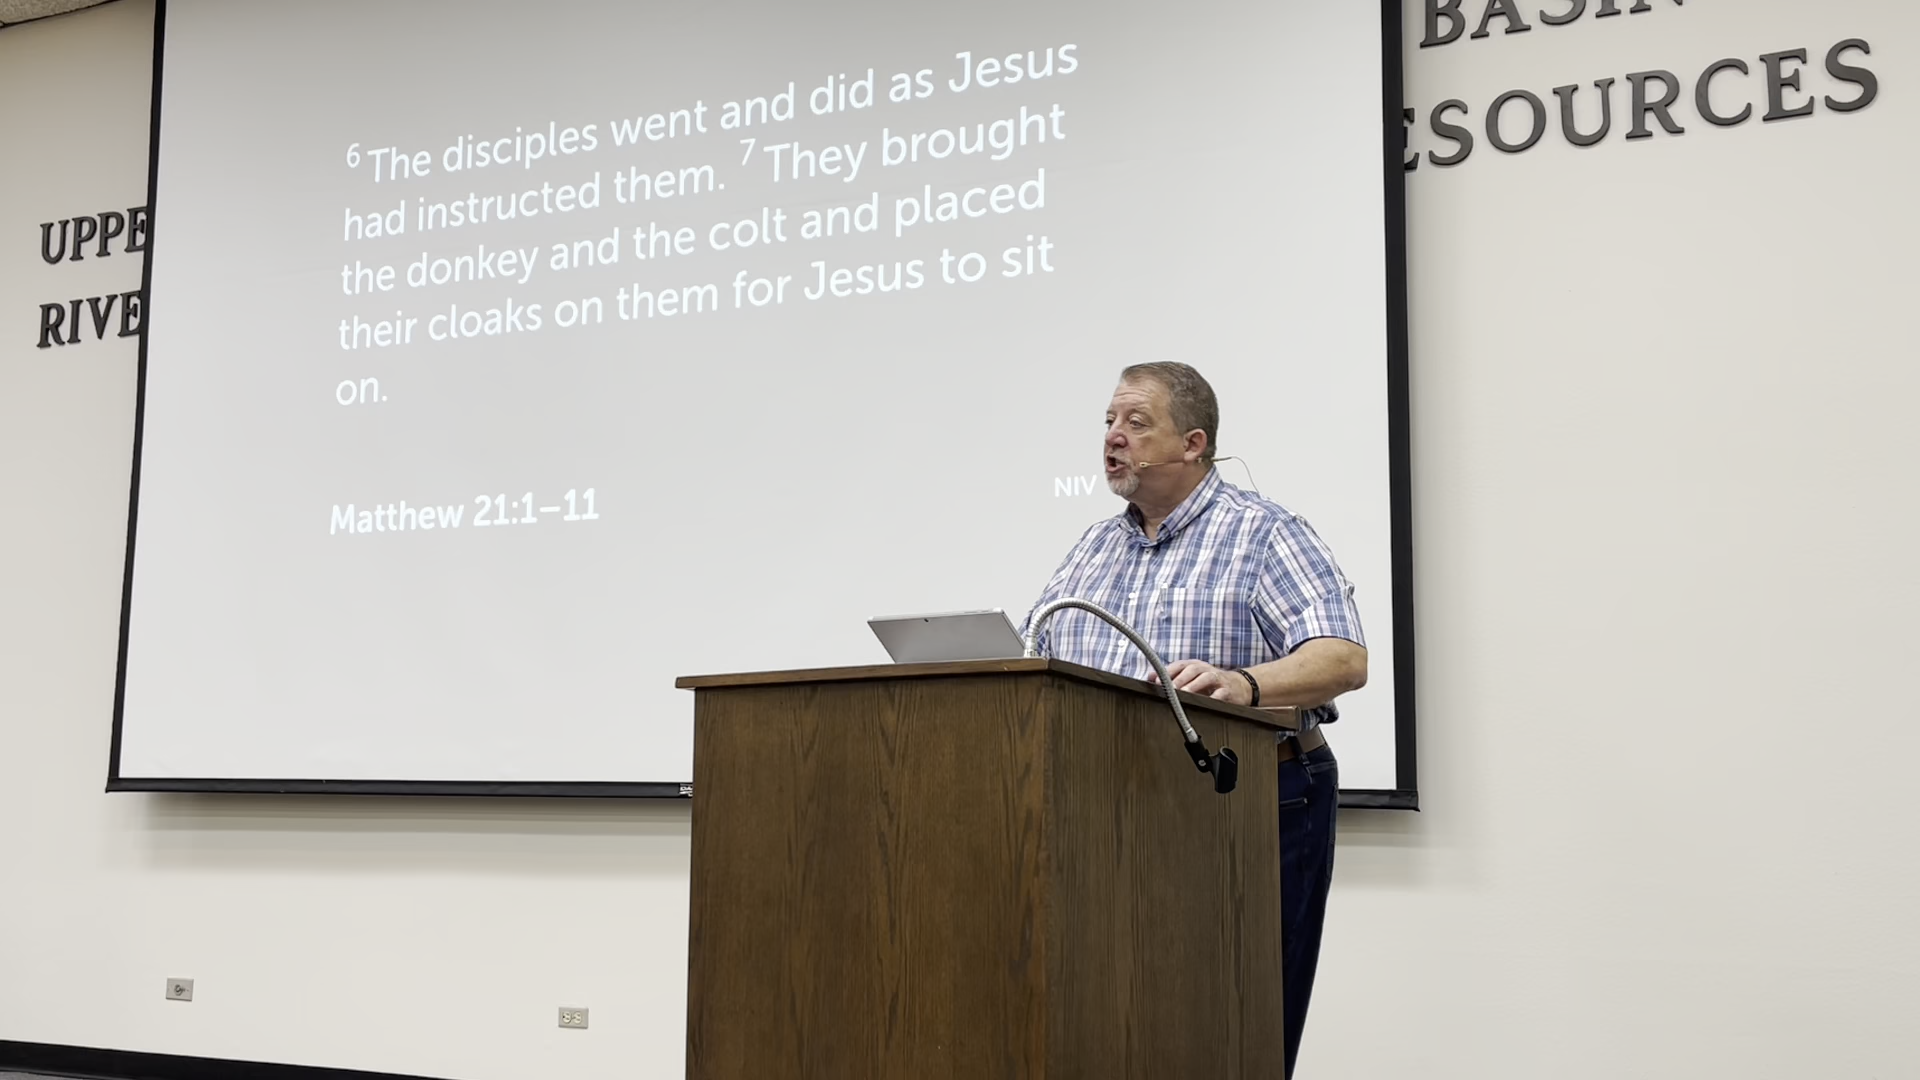 BASIN
ESOURCES
UPPE
RIVE
⁶ The disciples went and did as Jesus
had instructed them. ⁷ They brought
the donkey and the colt and placed
their cloaks on them for Jesus to sit
on.
NIV
Matthew 21:1–11